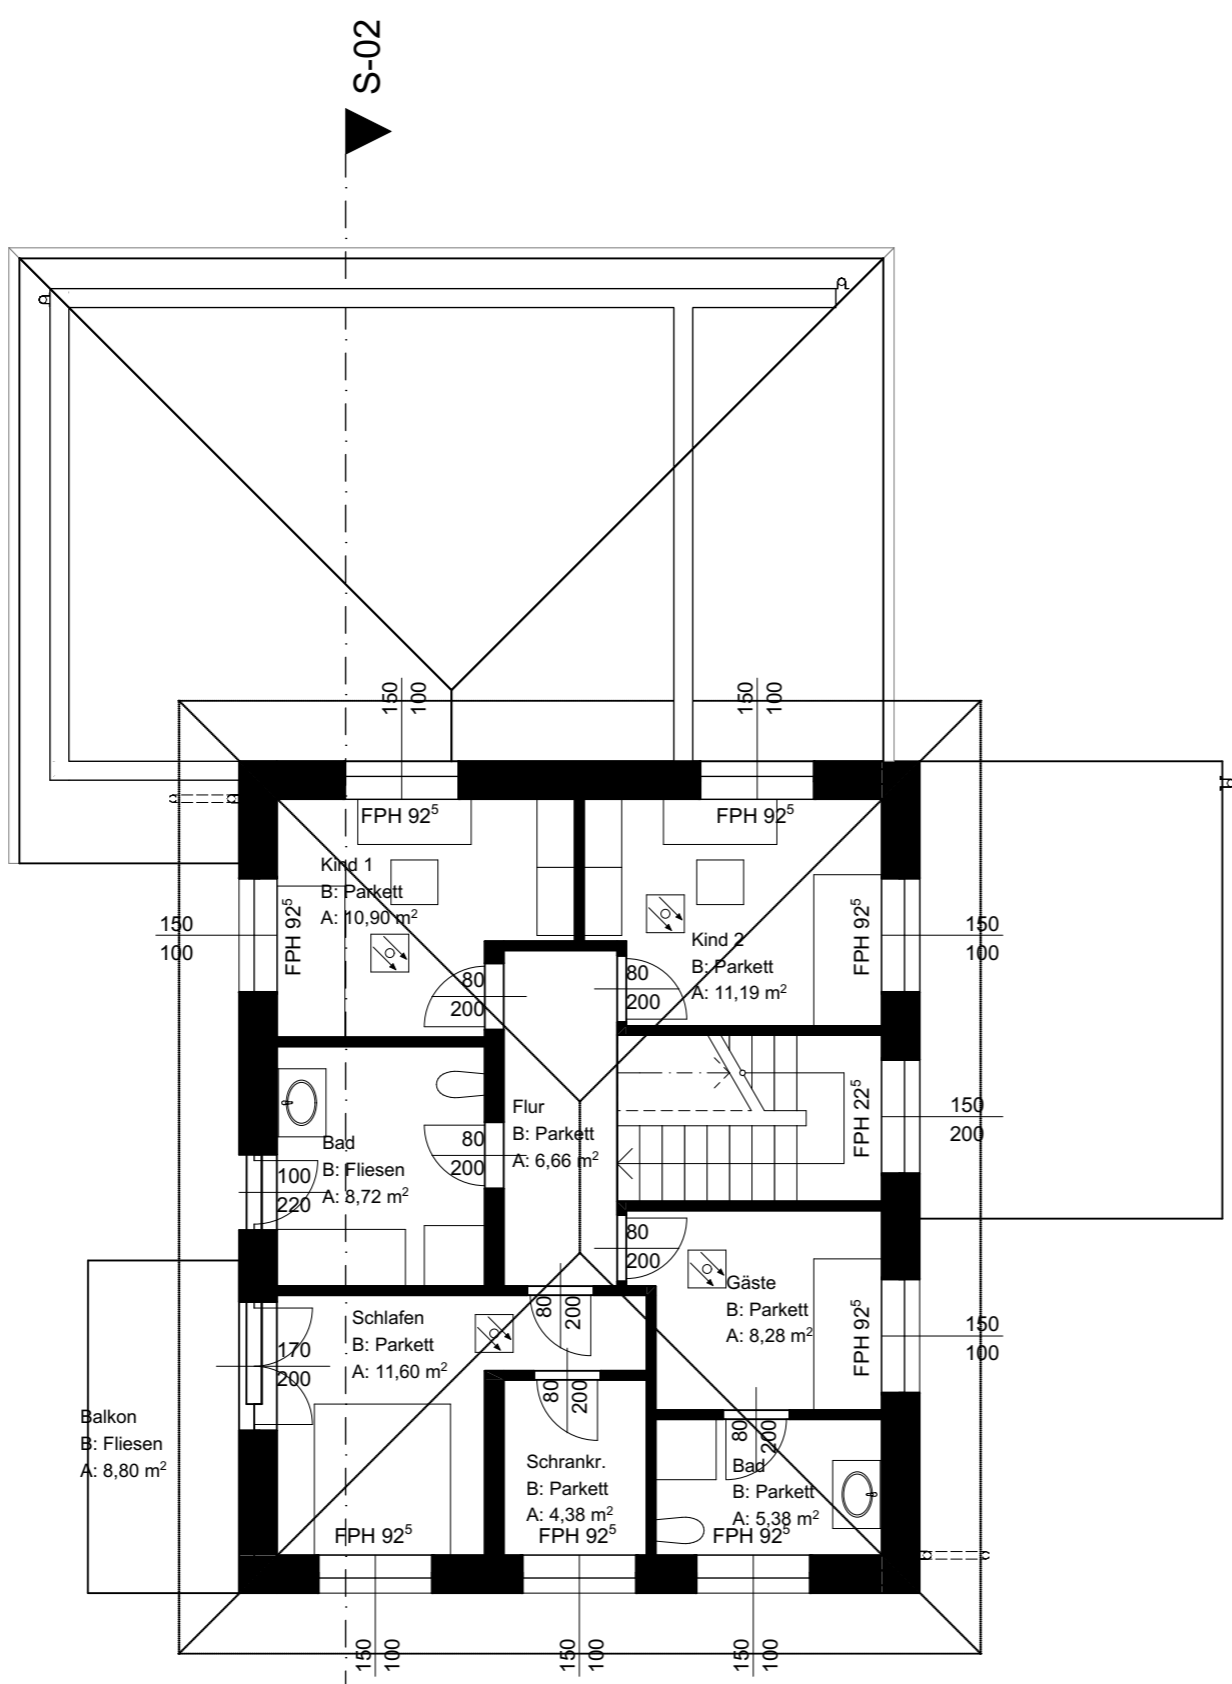 S-02
150
100
150
100
FPH 92⁵
FPH 92⁵
Kind 1
B: Parkett
A: 10,90 m²
150
100
FPH 92⁵
Kind 2
B: Parkett
A: 11,19 m²
FPH 92⁵
150
100
80
200
80
200
Flur
B: Parkett
A: 6,66 m²
FPH 22⁵
150
200
Bad
B: Fliesen
A: 8,72 m²
80
200
100
220
80
200
Gäste
B: Parkett
A: 8,28 m²
FPH 92⁵
150
100
Schlafen
B: Parkett
A: 11,60 m²
80
200
170
200
80
200
Balkon
B: Fliesen
A: 8,80 m²
Schrankr.
B: Parkett
A: 4,38 m²
80
200
Bad
B: Parkett
A: 5,38 m²
FPH 92⁵
FPH 92⁵
FPH 92⁵
150
100
150
100
150
100